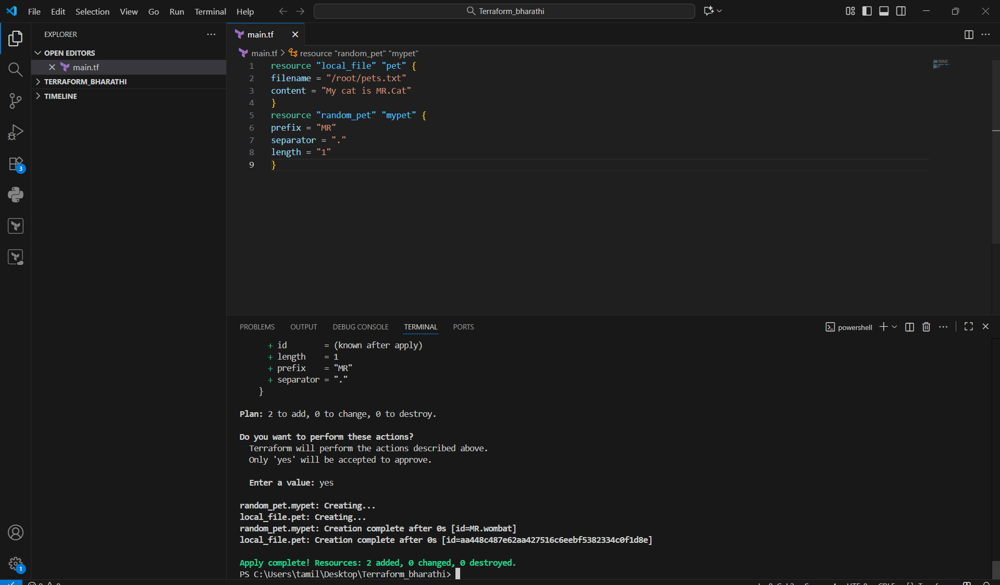 File Edit Selection View Go Run Terminal Help
Terraform_bharathi
EXPLORER
OPEN EDITORS
main.tf
TERRAFORM_BHARATHI
TIMELINE
3
1
main.tf
main.tf > resource "random_pet" "mypet"
1 resource "local_file" "pet" {
2 filename = "/root/pets.txt"
3 content = "My cat is MR.Cat"
4 }
5 resource "random_pet" "mypet" {
6 prefix = "MR"
7 separator = "."
8 length = "1"
9 }
PROBLEMS OUTPUT DEBUG CONSOLE TERMINAL PORTS
powershell
+ id = (known after apply)
+ length = 1
+ prefix = "MR"
+ separator = "."
}
Plan: 2 to add, 0 to change, 0 to destroy.
Do you want to perform these actions?
Terraform will perform the actions described above.
Only 'yes' will be accepted to approve.
Enter a value: yes
random_pet.mypet: Creating...
local_file.pet: Creating...
random_pet.mypet: Creation complete after 0s [id=MR.wombat]
local_file.pet: Creation complete after 0s [id=aa448c487e62aa427516c6eebf5382334c0f1d8e]
Apply complete! Resources: 2 added, 0 changed, 0 destroyed.
PS C:\Users\tamil\Desktop\Terraform_bharathi>